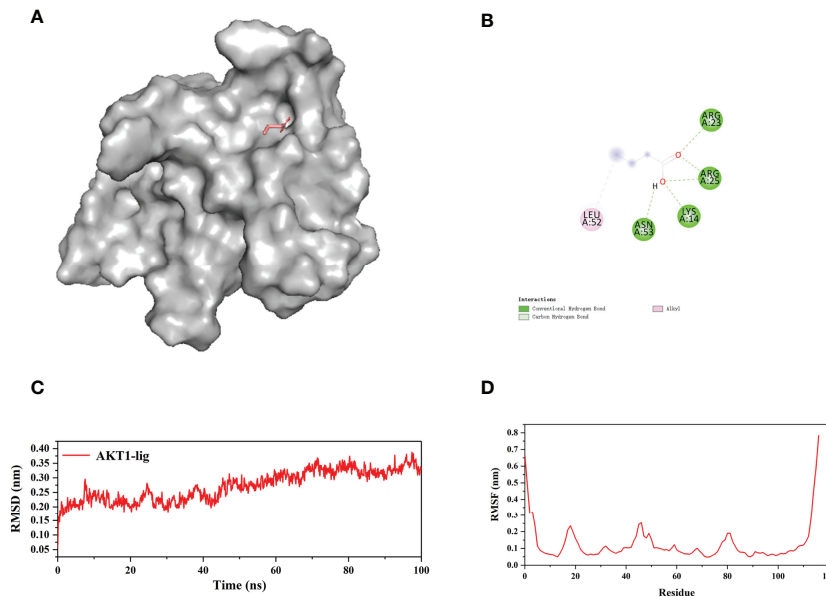 A
B
ARG
A:23
O
ARG
A:25
O
H
LEU
A:52
ASN
A:53
LYS
A:14
Interactions
Conventional Hydrogen Bond
Carbon Hydrogen Bond
Alkyl
C
AKT1-lig
RMSD (nm)
0.40
0.35
0.30
0.25
0.20
0.15
0.10
0.05
0
20
40
60
80
100
Time (ns)
D
RMSF (nm)
0.8
0.7
0.6
0.5
0.4
0.3
0.2
0.1
0.0
0
20
40
60
80
100
Residue